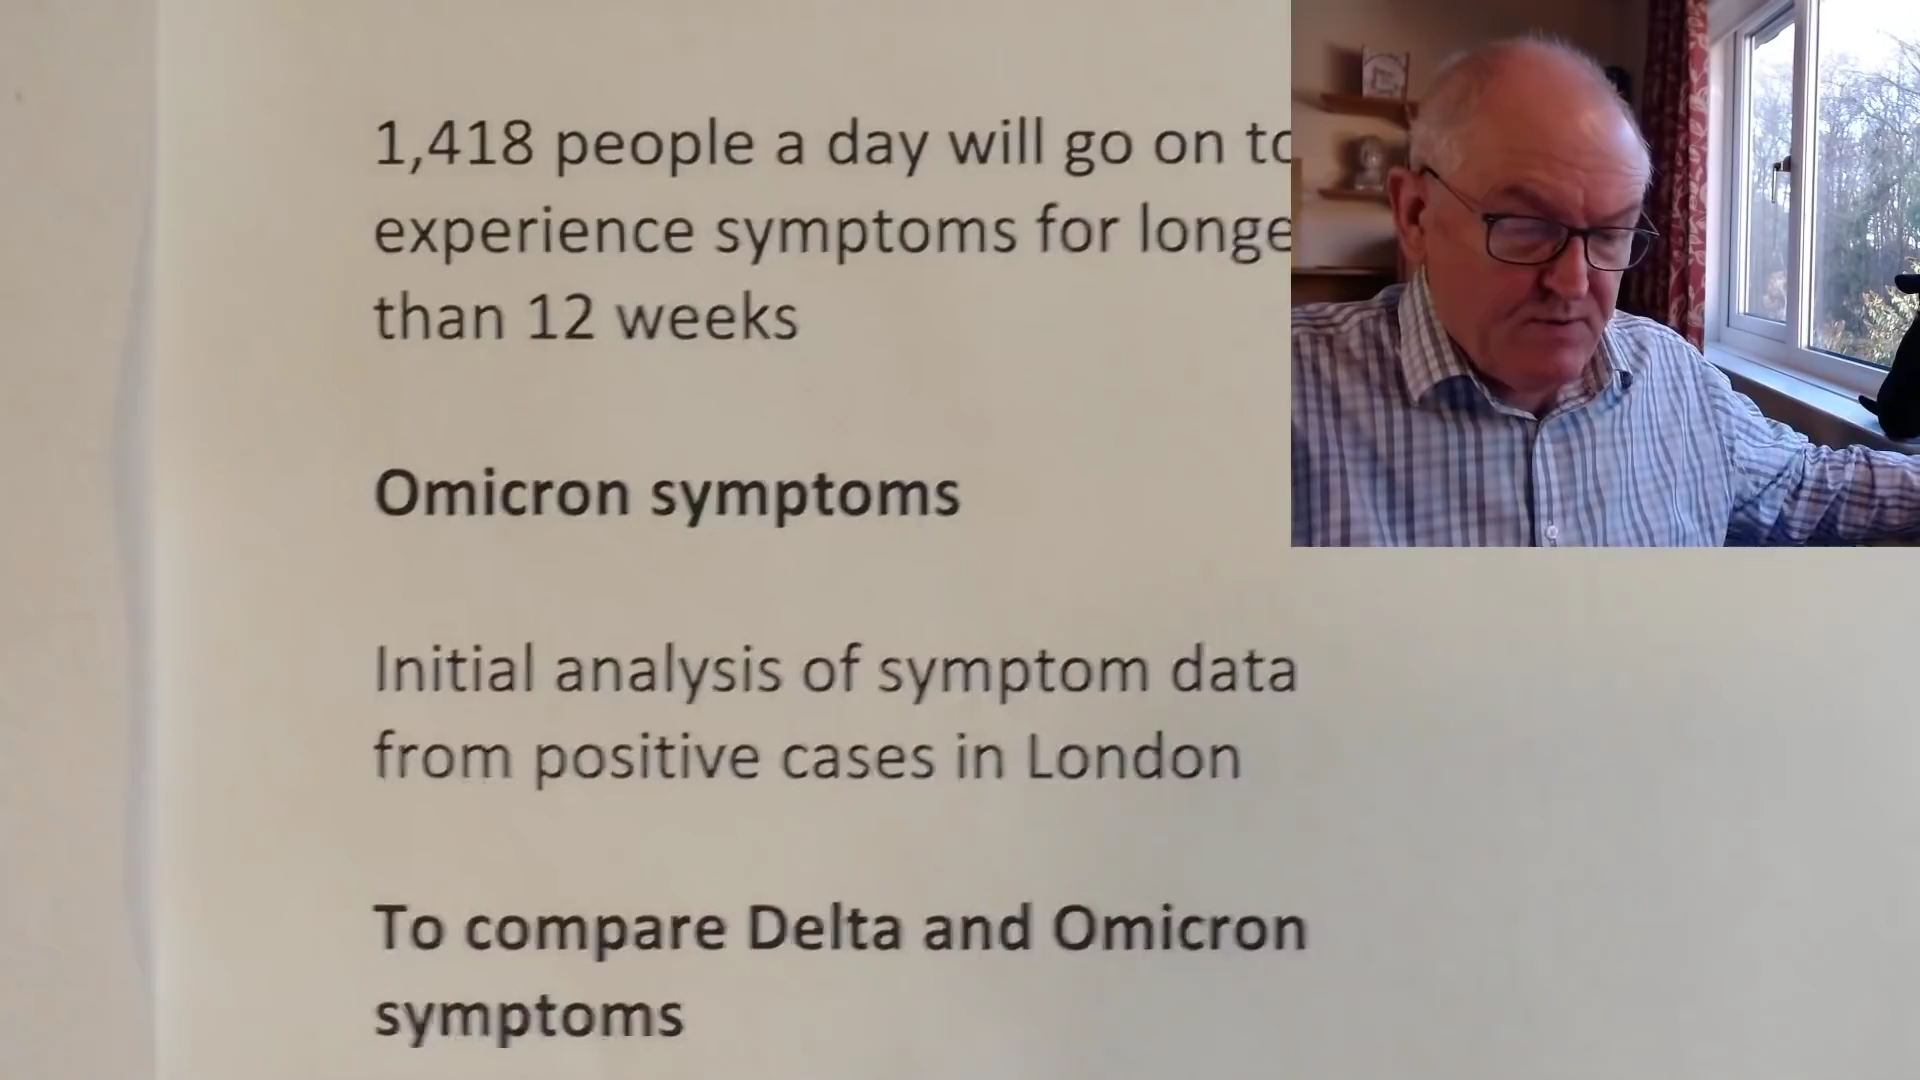 1,418 people a day will go on to
experience symptoms for longe
than 12 weeks
Omicron symptoms
Initial analysis of symptom data
from positive cases in London
To compare Delta and Omicron
symptoms